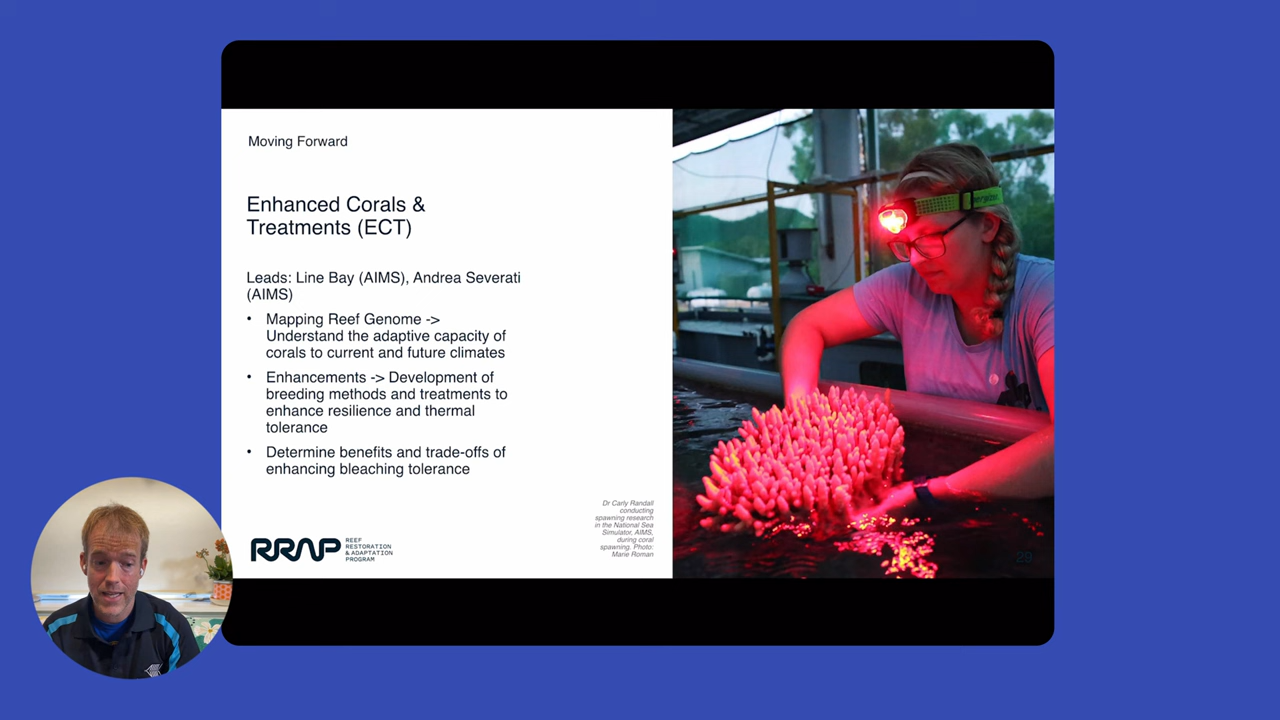 Moving Forward
Enhanced Corals &
Treatments (ECT)
Leads: Line Bay (AIMS), Andrea Severati
(AIMS)
• Mapping Reef Genome ->
Understand the adaptive capacity of
corals to current and future climates
• Enhancements -> Development of
breeding methods and treatments to
enhance resilience and thermal
tolerance
• Determine benefits and trade-offs of
enhancing bleaching tolerance
Dr Carly Randall
conducting
spawning research
in the National Sea
Simulator, AIMS,
during coral
spawning. Photo:
Marie Roman
RRAP
REEF
RESTORATION
& ADAPTATION
PROGRAM
20